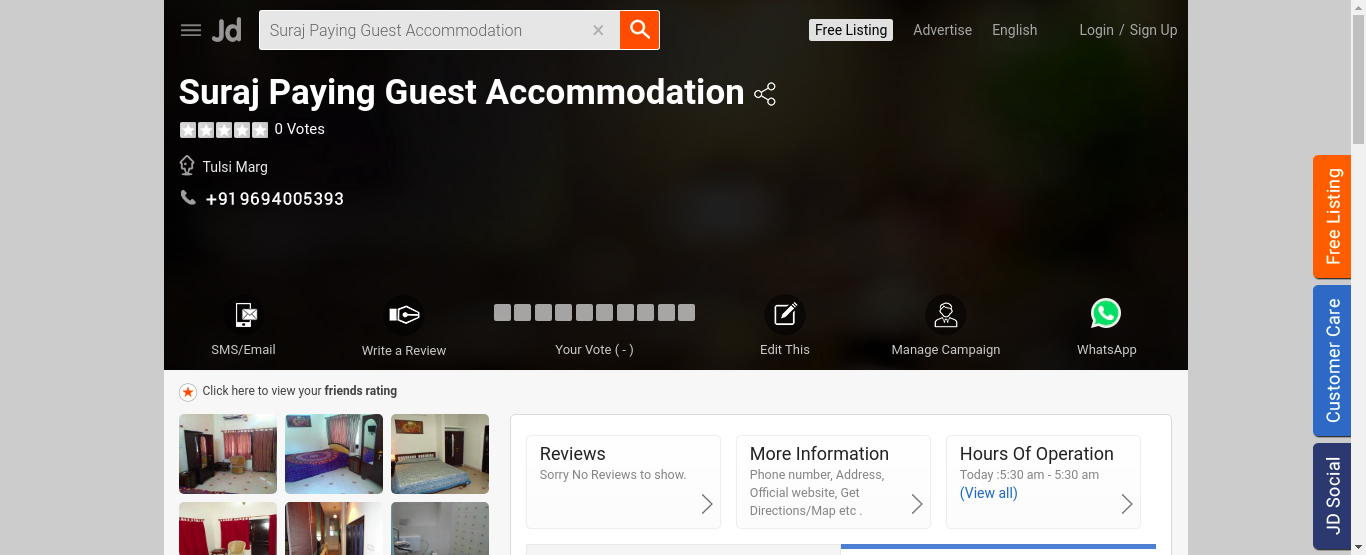 Jd
Suraj Paying Guest Accommodation
Free Listing
Advertise
English
Login / Sign Up
Suraj Paying Guest Accommodation
0 Votes
Tulsi Marg
+919694005393
SMS/Email
Write a Review
Your Vote ( - )
Edit This
Manage Campaign
WhatsApp
Click here to view your friends rating
Reviews
Sorry No Reviews to show.
More Information
Phone number, Address,
Official website, Get
Directions/Map etc .
Hours Of Operation
Today :5:30 am - 5:30 am
(View all)
Free Listing
Customer Care
JD Social